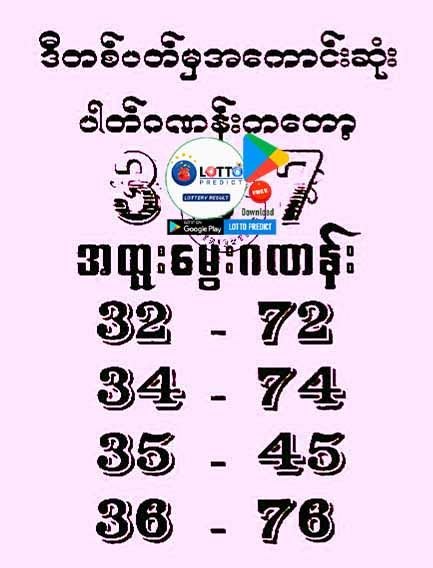 ဒီတစ်ပတ်မှအကောင်းဆုံး
ပါတ်ဂဏန်းကတော့
3 7
LOTTO
PREDICT
LOTTERY RESULT
FREE
Download
Google Play
LOTTO PREDICT
အထူးမွေးဂဏန်း
32 - 72
34 - 74
35 - 45
36 - 76